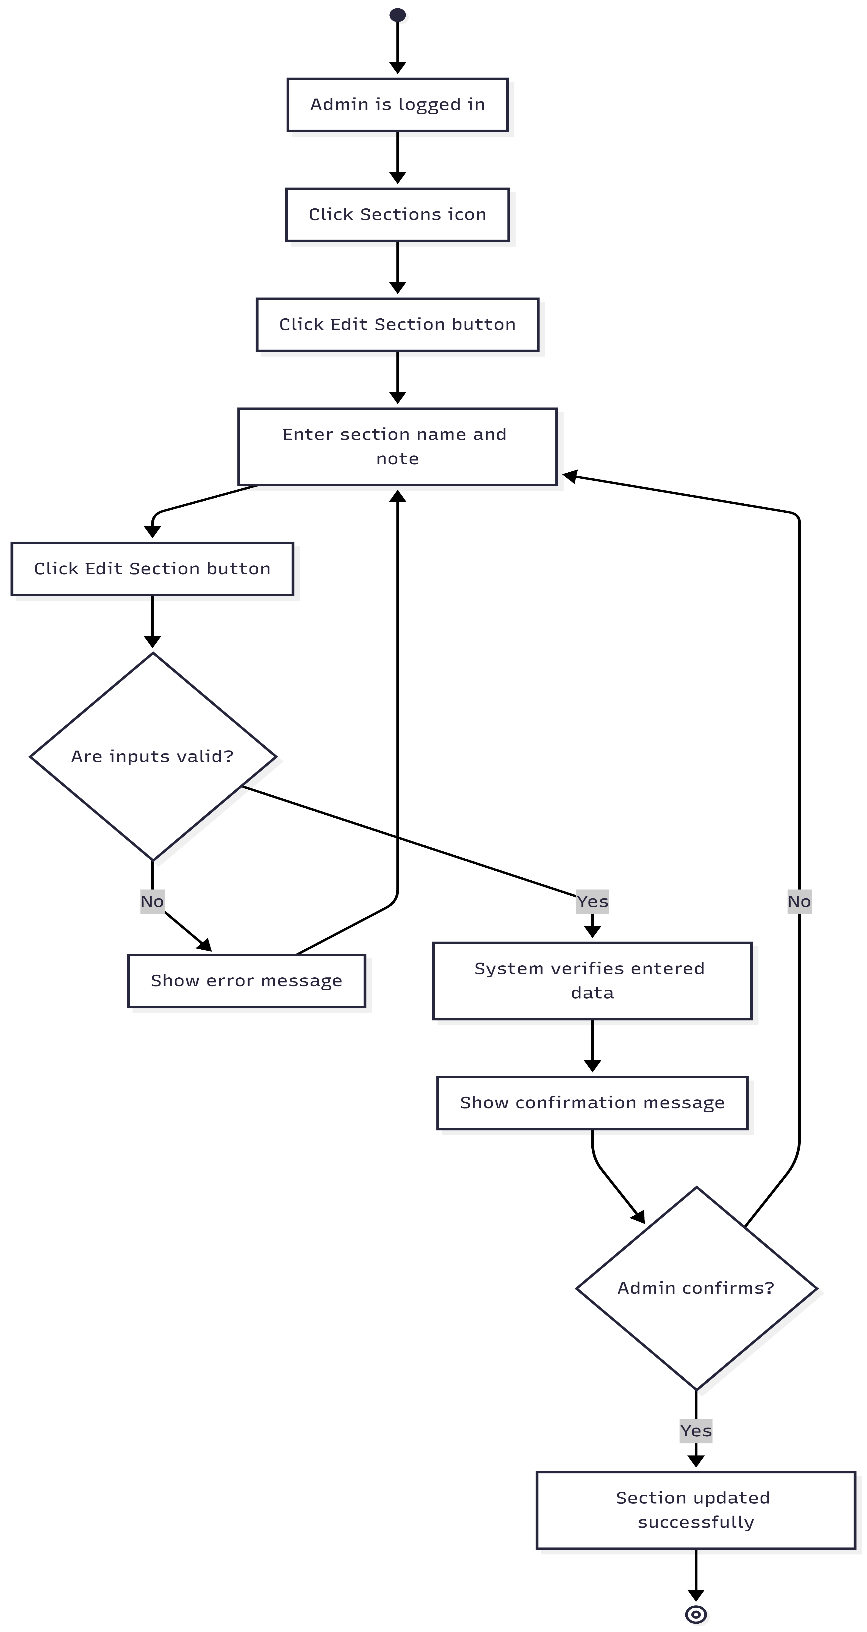 Admin is logged in
Click Sections icon
Click Edit Section button
Enter section name and
note
Click Edit Section button
Are inputs valid?
No
Yes
No
Show error message
System verifies entered
data
Show confirmation message
Admin confirms?
Yes
Section updated
successfully